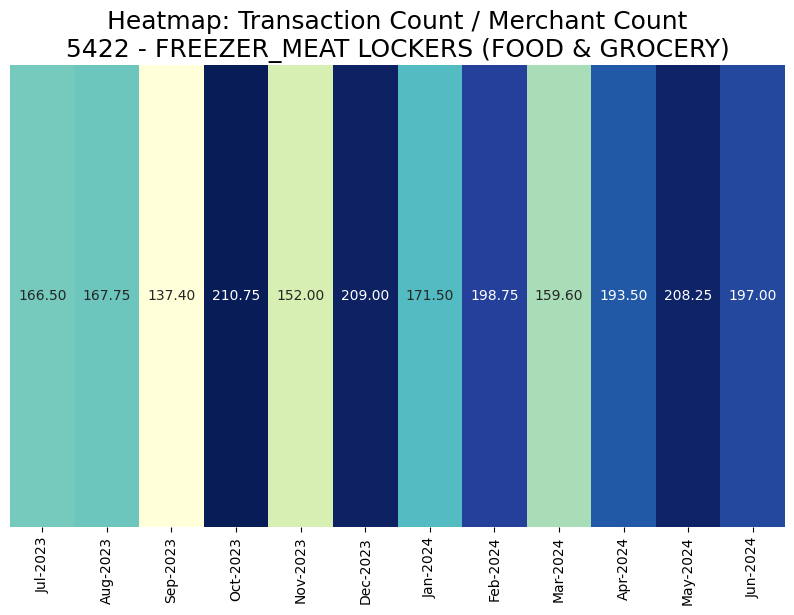 Heatmap: Transaction Count / Merchant Count
5422 - FREEZER_MEAT LOCKERS (FOOD & GROCERY)
166.50 167.75 137.40 210.75 152.00 209.00 171.50 198.75 159.60 193.50 208.25 197.00
Jul-2023 Aug-2023 Sep-2023 Oct-2023 Nov-2023 Dec-2023 Jan-2024 Feb-2024 Mar-2024 Apr-2024 May-2024 Jun-2024